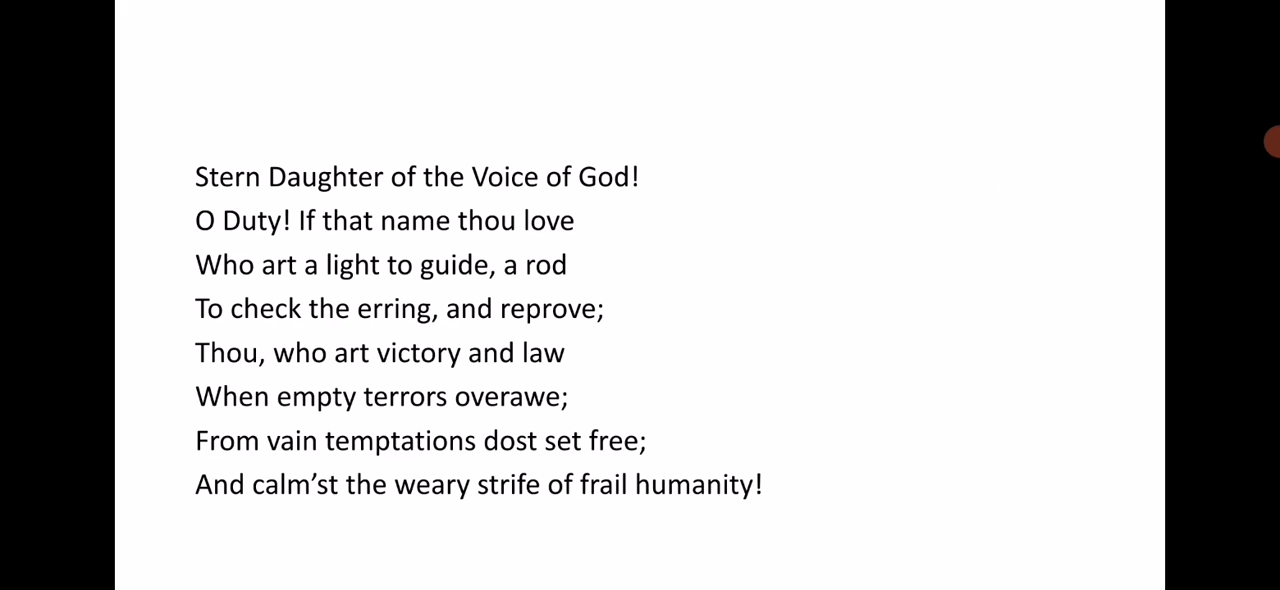 Stern Daughter of the Voice of God!
O Duty! If that name thou love
Who art a light to guide, a rod
To check the erring, and reprove;
Thou, who art victory and law
When empty terrors overawe;
From vain temptations dost set free;
And calm’st the weary strife of frail humanity!